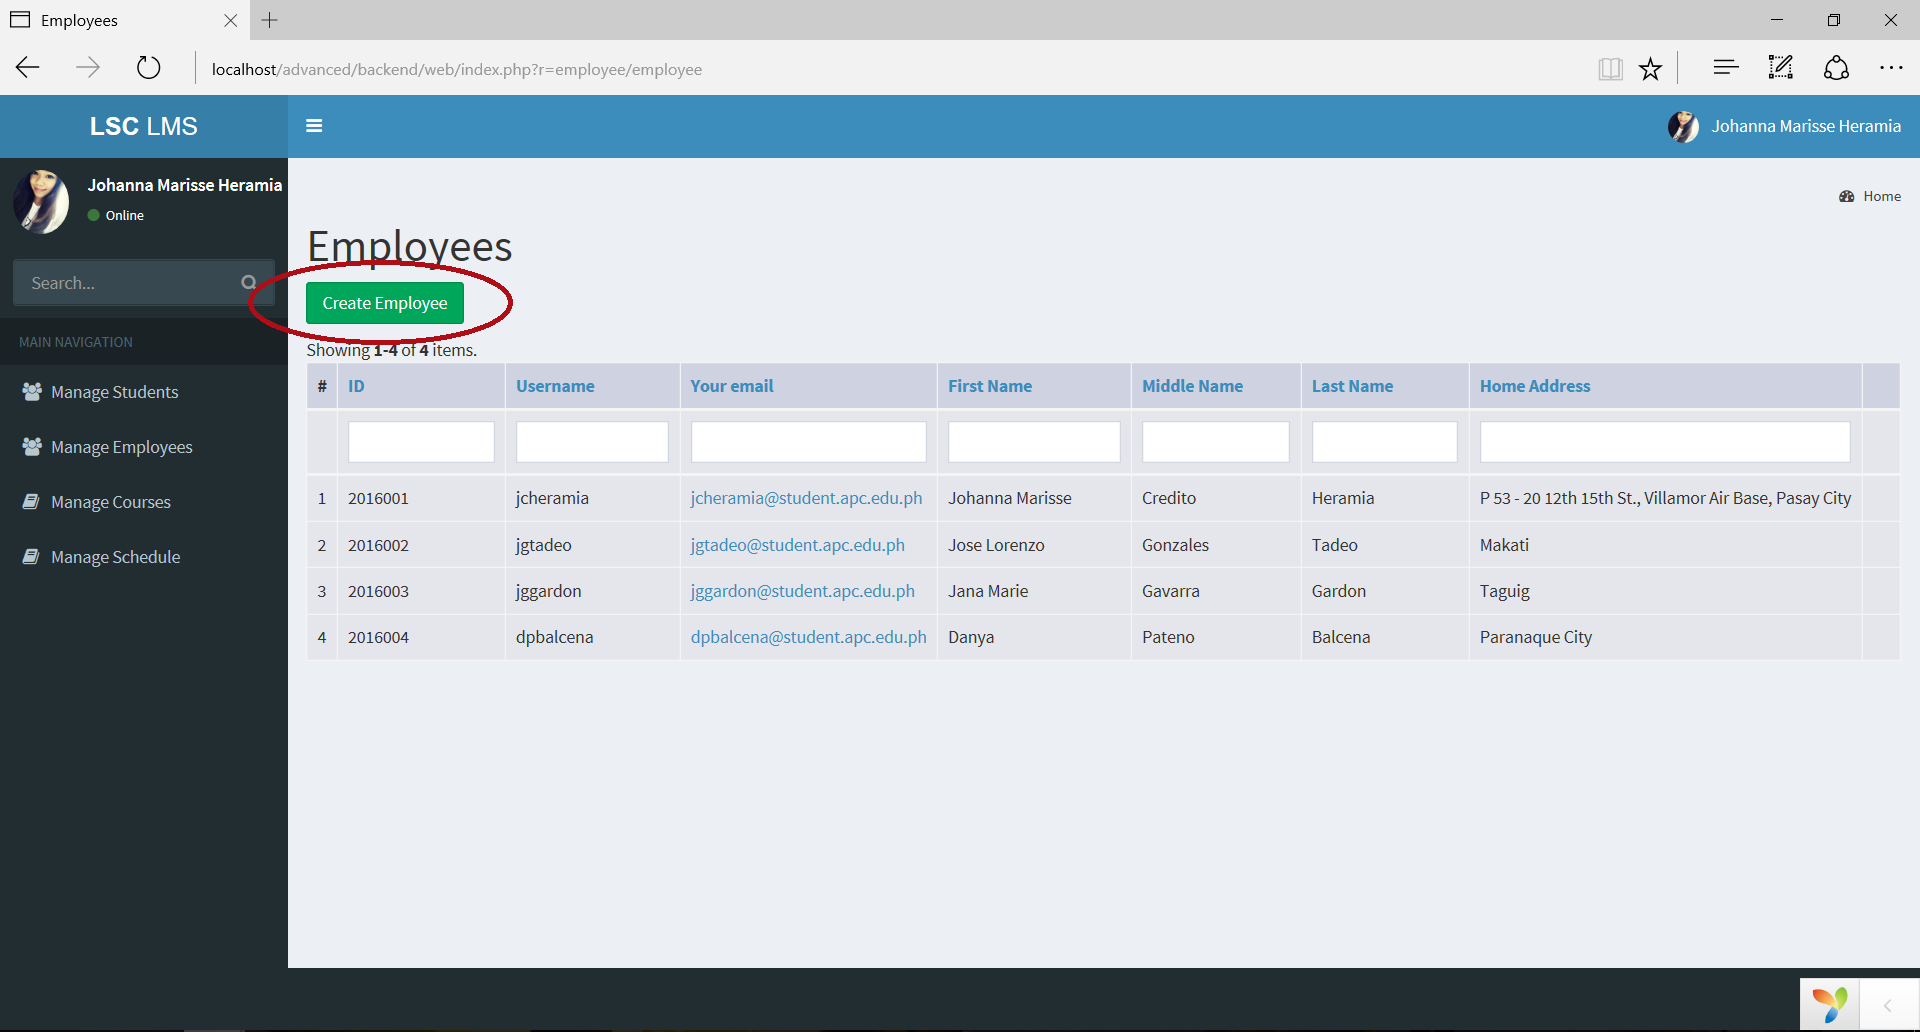 Employees
localhost/advanced/backend/web/index.php?r=employee/employee
LSC LMS
Johanna Marisse Heramia
Johanna Marisse Heramia
Online
Home
Employees
Search...
Create Employee
MAIN NAVIGATION
Showing 1-4 of 4 items.
Manage Students
Manage Employees
Manage Courses
Manage Schedule
# ID Username Your email First Name Middle Name Last Name Home Address
1 2016001 jcheramia jcheramia@student.apc.edu.ph Johanna Marisse Credito Heramia P 53 - 20 12th 15th St., Villamor Air Base, Pasay City
2 2016002 jgtadeo jgtadeo@student.apc.edu.ph Jose Lorenzo Gonzales Tadeo Makati
3 2016003 jggardon jggardon@student.apc.edu.ph Jana Marie Gavarra Gardon Taguig
4 2016004 dpbalcena dpbalcena@student.apc.edu.ph Danya Pateno Balcena Paranaque City